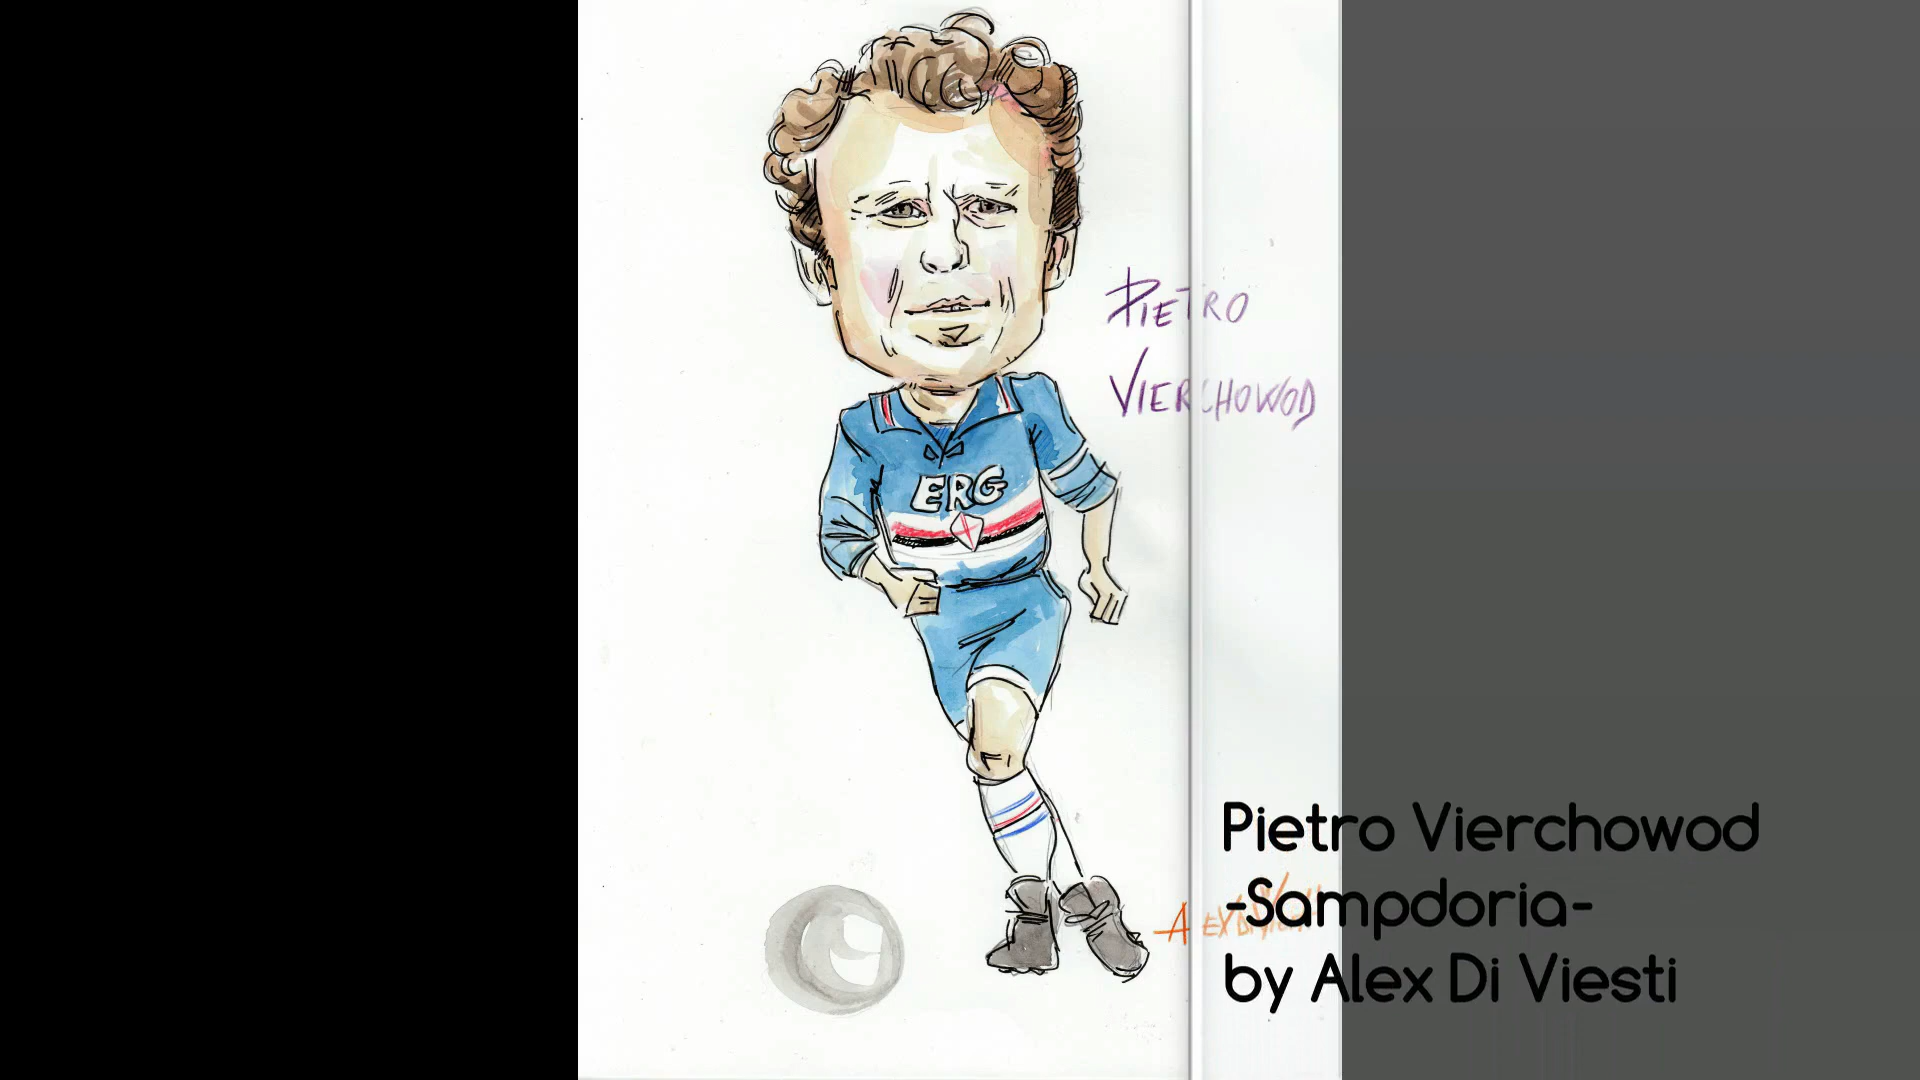 PIETRO
VIERCHOWOD
ERG
Pietro Vierchowod
-Sampdoria-
by Alex Di Viesti